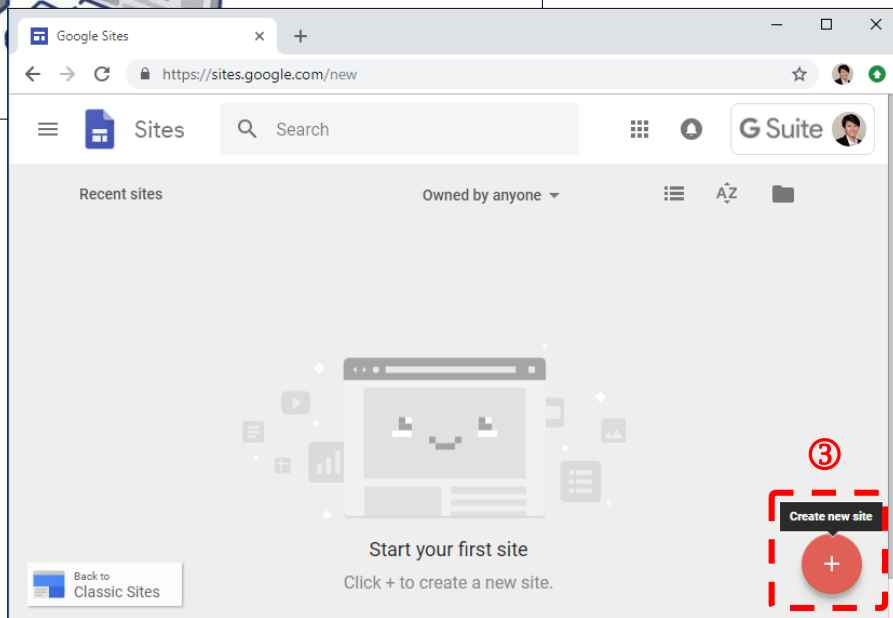 Google Sites
https://sites.google.com/new
Sites
Search
G Suite
Recent sites
Owned by anyone
AZ
③
Create new site
Start your first site
Click + to create a new site.
Back to
Classic Sites